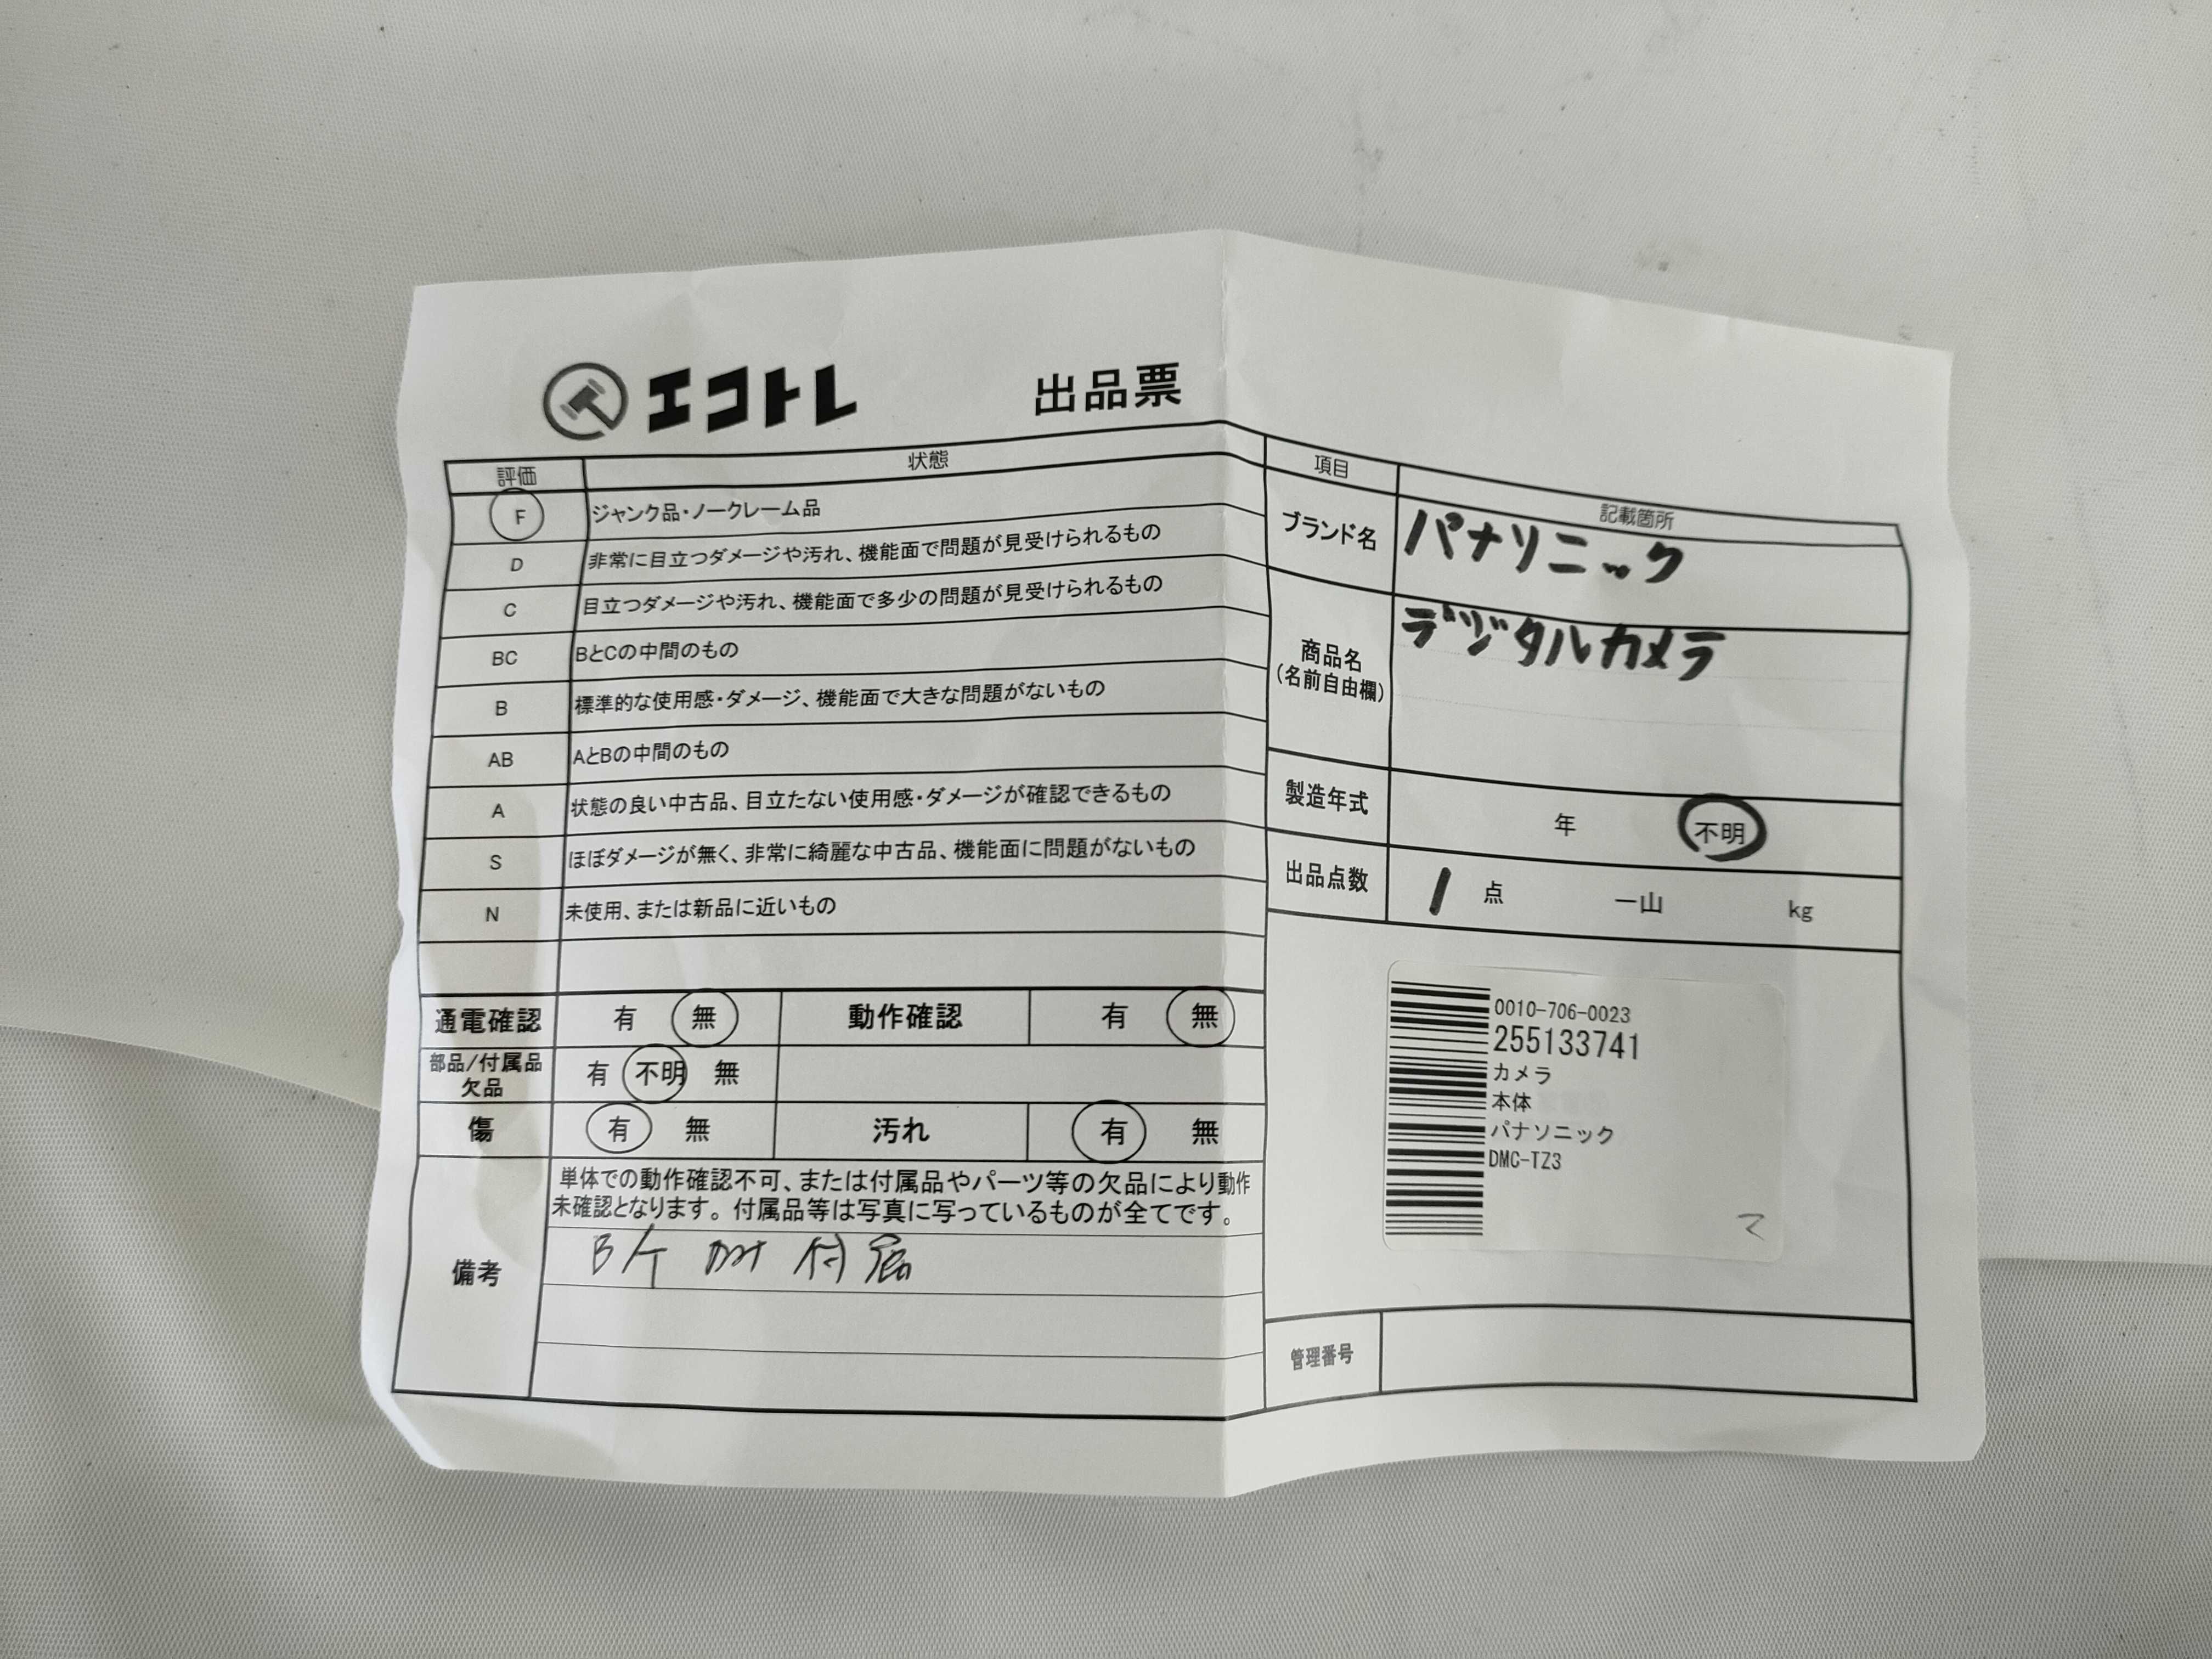 エコトレ 出品票
評価 状態
F ジャンク品・ノークレーム品
D 非常に目立つダメージや汚れ、機能面で問題が見受けられるもの
C 目立つダメージや汚れ、機能面で多少の問題が見受けられるもの
BC BとCの中間のもの
B 標準的な使用感・ダメージ、機能面で大きな問題がないもの
AB AとBの中間のもの
A 状態の良い中古品、目立たない使用感・ダメージが確認できるもの
S ほぼダメージが無く、非常に綺麗な中古品、機能面に問題がないもの
N 未使用、または新品に近いもの
通電確認 有 無 動作確認 有 無
部品/付属品 欠品 有 不明 無
傷 有 無 汚れ 有 無
備考
単体での動作確認不可、または付属品やパーツ等の欠品により動作
未確認となります。付属品等は写真に写っているものが全てです。
付属
項目 記載箇所
ブランド名 パナソニック
商品名 デジタルカメラ
(名前自由欄)
製造年式 年 不明
出品点数 1 点 一山 kg
0010-706-0023
255133741
カメラ
本体
パナソニック
DMC-TZ3
マ
管理番号